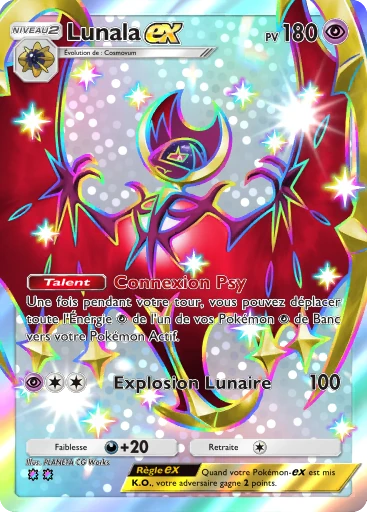 NIVEAU 2 Lunala ex PV 180
Évolution de : Cosmovum
Talent Connexion Psy
Une fois pendant votre tour, vous pouvez déplacer
toute l'Énergie de l'un de vos Pokémon de Banc
vers votre Pokémon Actif.
Explosion Lunaire 100
Faiblesse +20 Retraite
Illus. PLANETA CG Works
Règle ex Quand votre Pokémon-ex est mis
K.O., votre adversaire gagne 2 points.